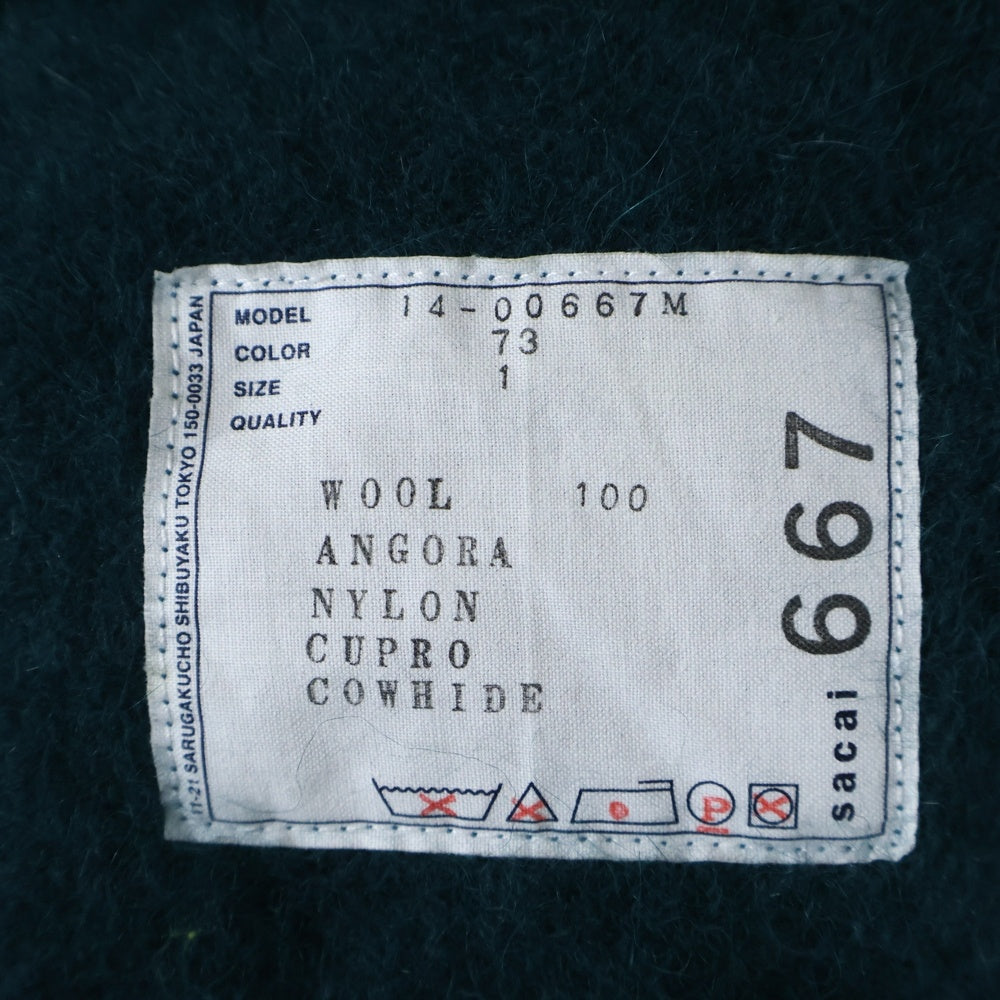 MODEL 14-00667M
COLOR 73
SIZE 1
QUALITY
WOOL 100
ANGORA
NYLON
CUPRO
COWHIDE
P
sacai 667
11-21 SARUGAKUCHO SHIBUYAKU TOKYO 150-0033 JAPAN